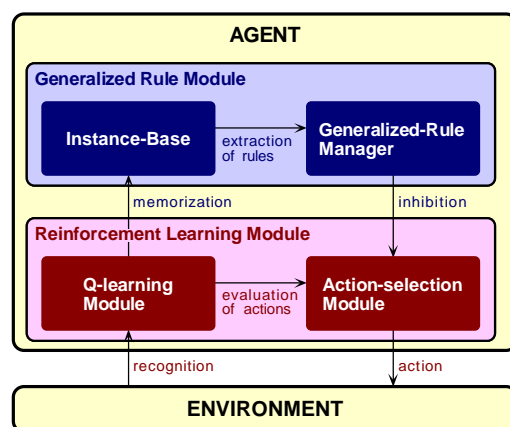 AGENT
Generalized Rule Module
Instance-Base
extraction
of rules
Generalized-Rule
Manager
memorization
inhibition
Reinforcement Learning Module
Q-learning
Module
evaluation
of actions
Action-selection
Module
recognition
action
ENVIRONMENT